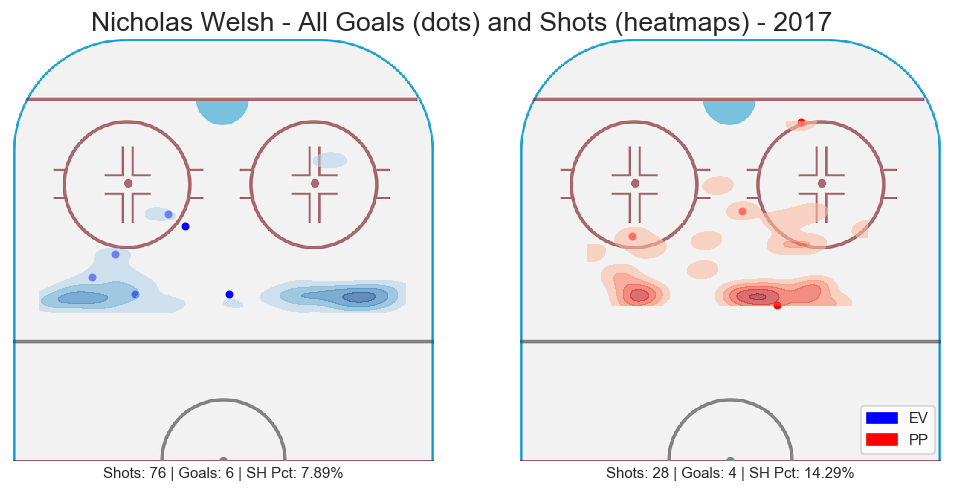 Nicholas Welsh - All Goals (dots) and Shots (heatmaps) - 2017
EV
PP
Shots: 76 | Goals: 6 | SH Pct: 7.89%
Shots: 28 | Goals: 4 | SH Pct: 14.29%